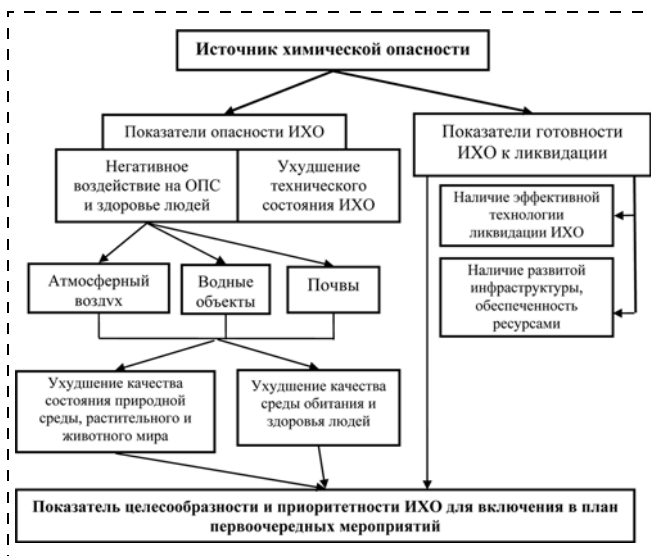 Источник химической опасности
Показатели опасности ИХО
Негативное
воздействие на ОПС
и здоровье людей
Ухудшение
технического
состояния ИХО
Показатели готовности
ИХО к ликвидации
Наличие эффективной
технологии
ликвидации ИХО
Наличие развитой
инфраструктуры,
обеспеченность
ресурсами
Атмосферный
воздух
Водные
объекты
Почвы
Ухудшение качества
состояния природной
среды, растительного и
животного мира
Ухудшение качества
среды обитания и
здоровья людей
Показатель целесообразности и приоритетности ИХО для включения в план
первоочередных мероприятий